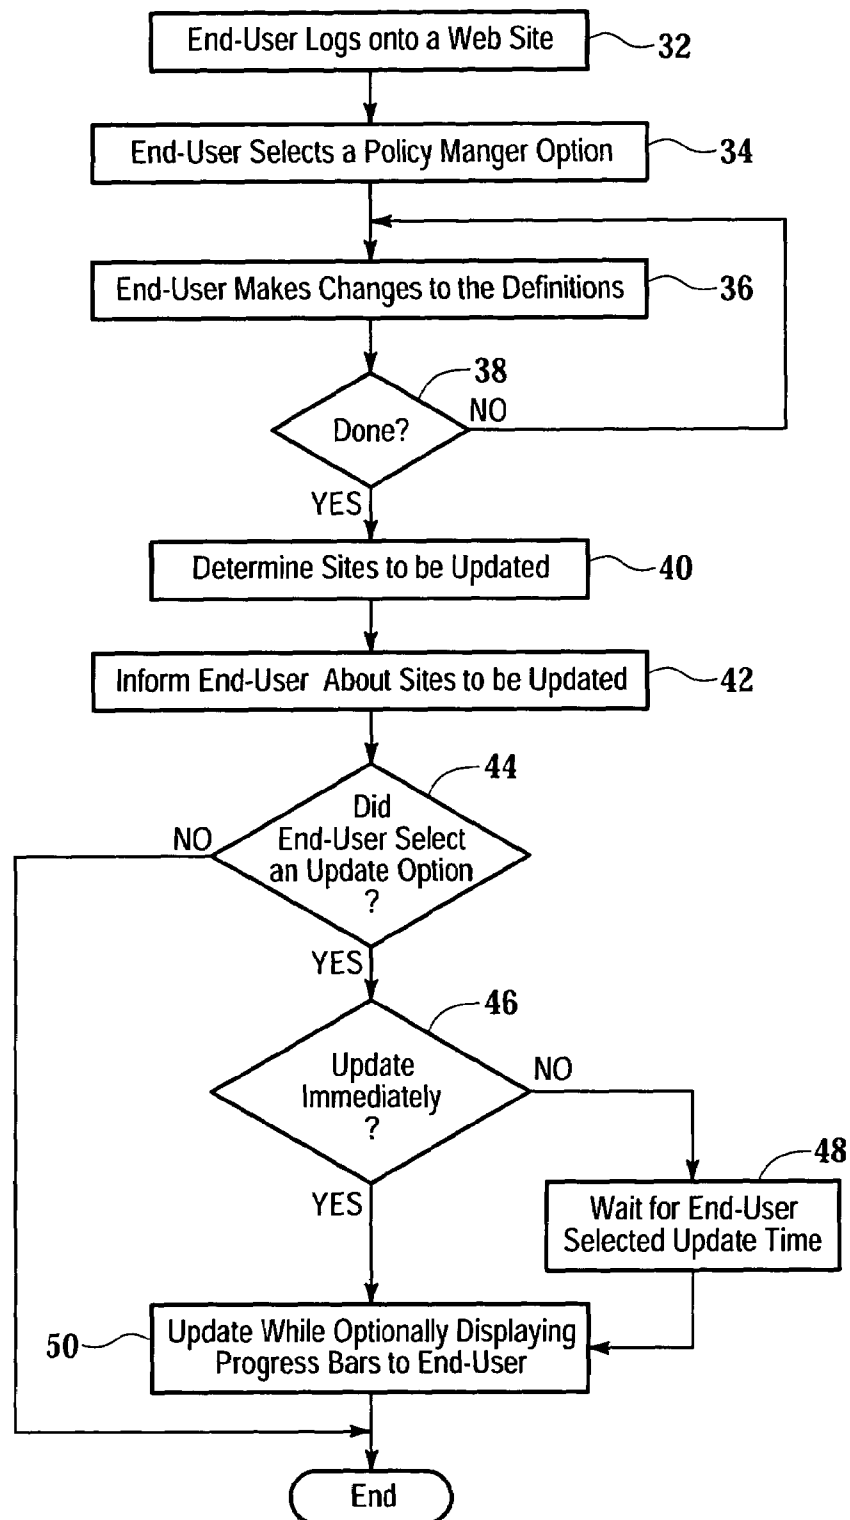 End-User Logs onto a Web Site
32
End-User Selects a Policy Manger Option
34
End-User Makes Changes to the Definitions
36
38
Done?
NO
YES
Determine Sites to be Updated
40
Inform End-User About Sites to be Updated
42
44
Did
End-User Select
an Update Option
?
NO
YES
46
Update
Immediately
?
NO
YES
48
Wait for End-User
Selected Update Time
50
Update While Optionally Displaying
Progress Bars to End-User
End